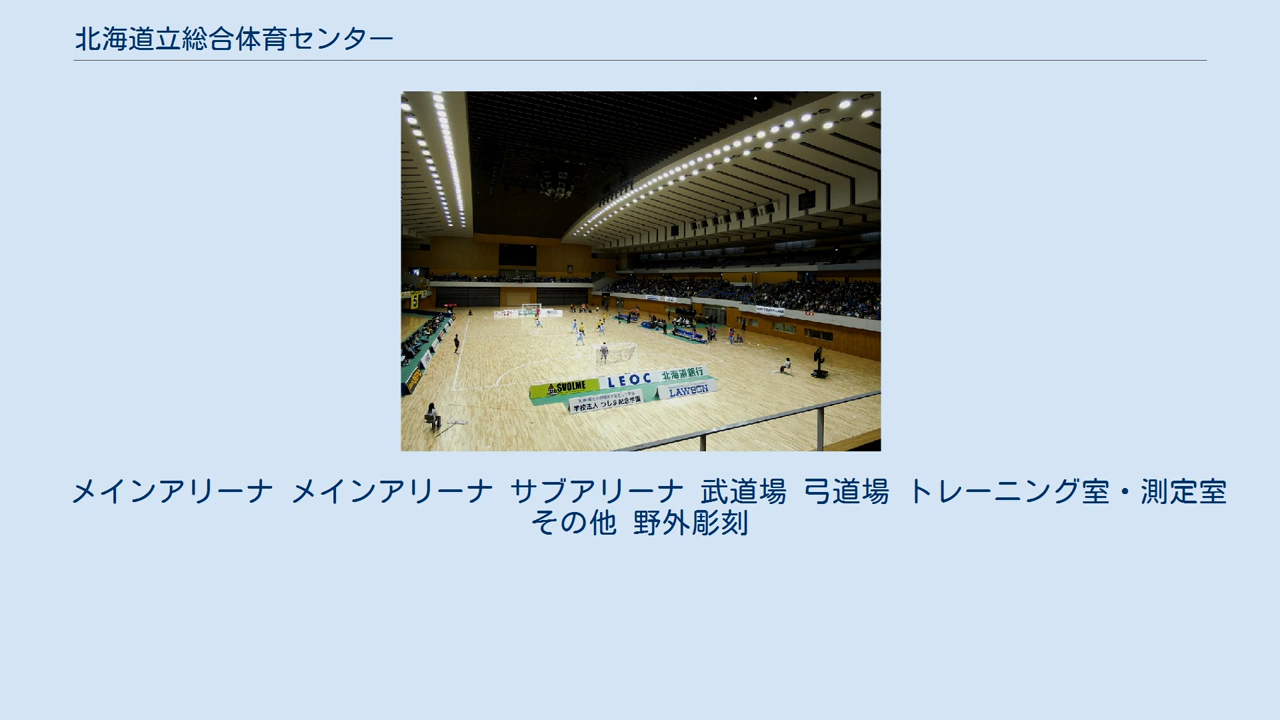 北海道立総合体育センター
SVOLME
LEOC
北海道銀行
学校法人 つしま記念学園
LAWSON
メインアリーナ メインアリーナ サブアリーナ 武道場 弓道場 トレーニング室・測定室
その他 野外彫刻